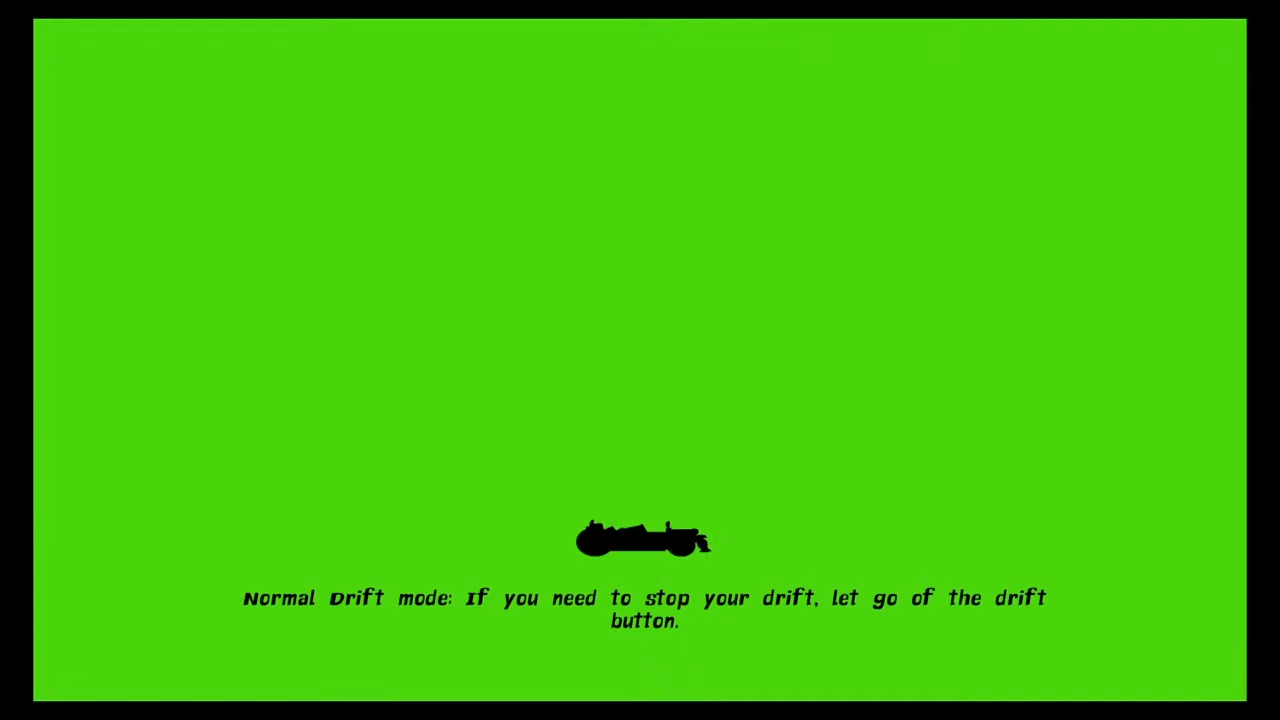 Normal Drift mode: If you need to stop your drift, let go of the drift
button.